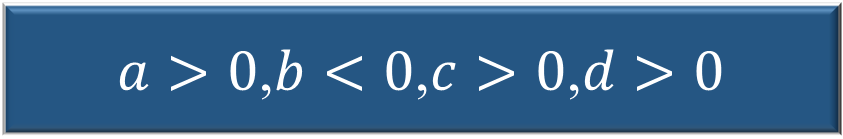 a > 0,b < 0,c > 0,d > 0